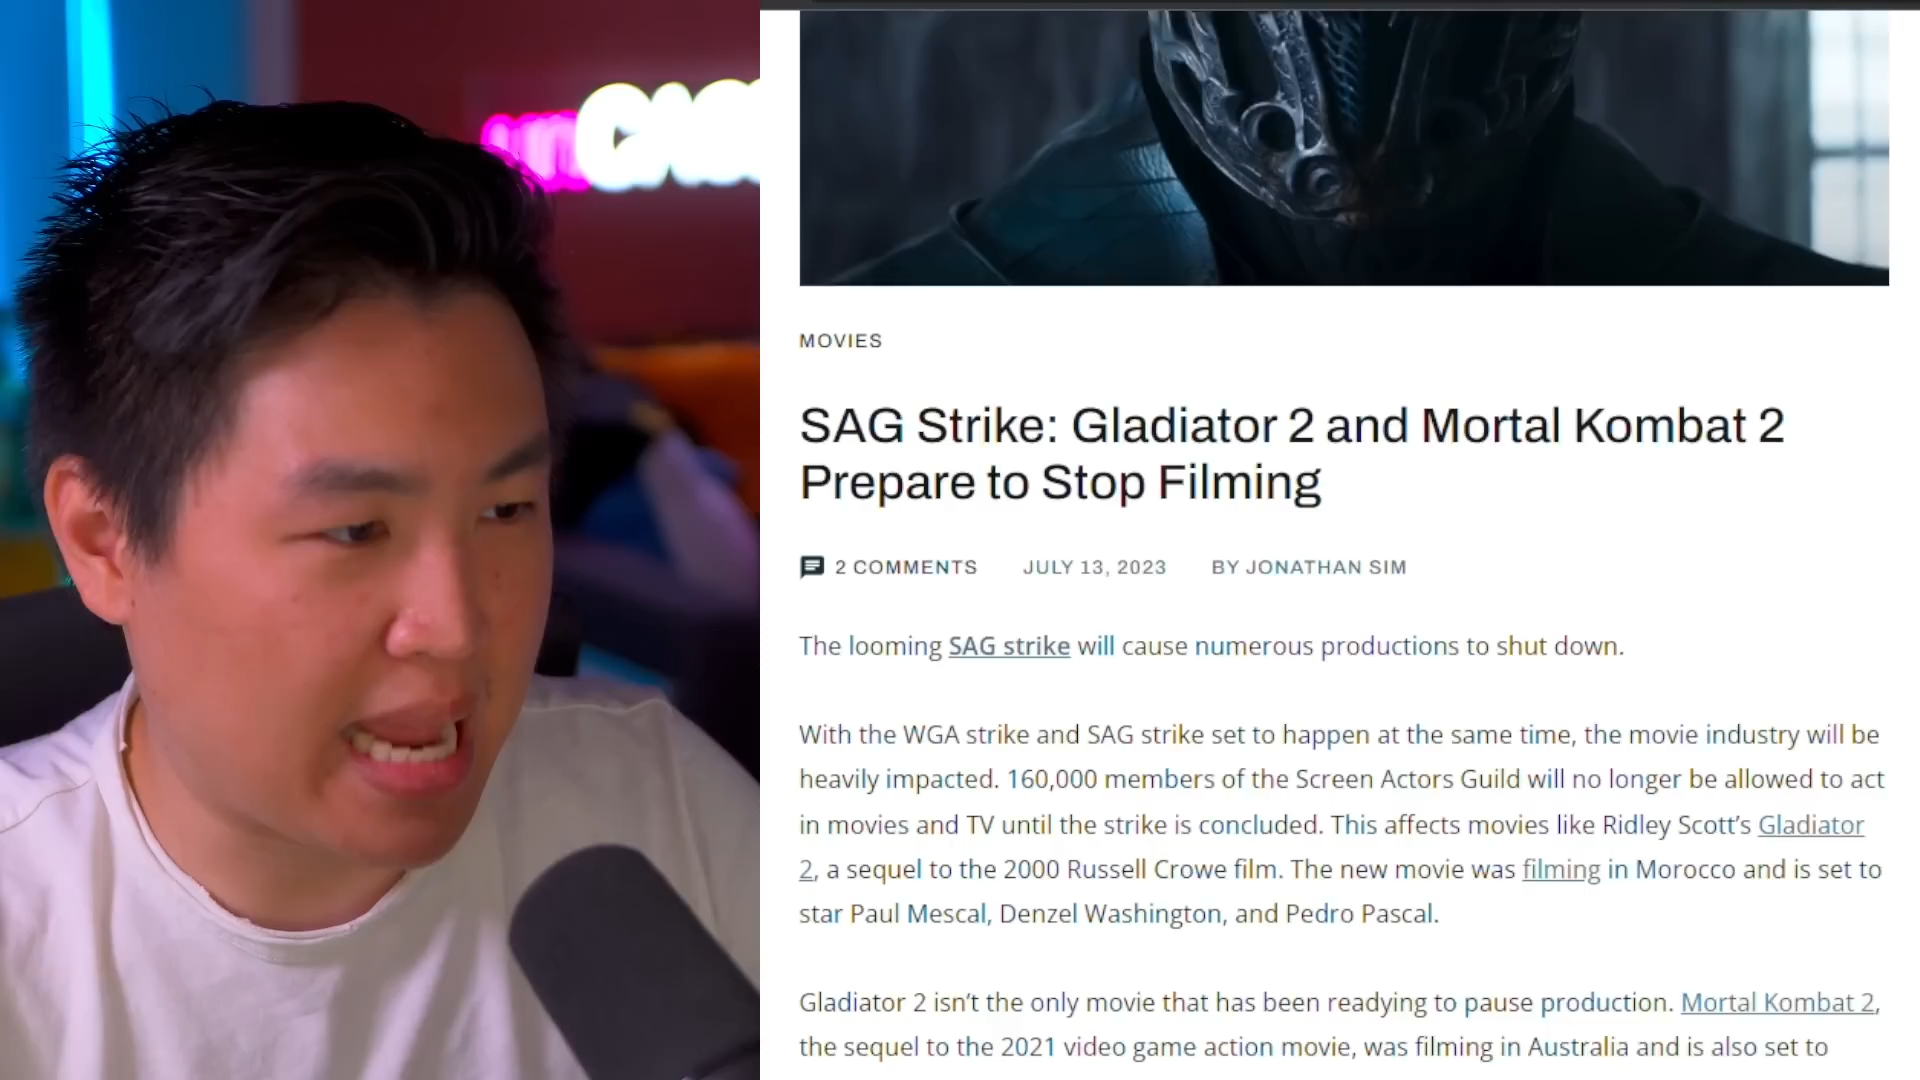 MOVIES
SAG Strike: Gladiator 2 and Mortal Kombat 2
Prepare to Stop Filming
2 COMMENTS JULY 13, 2023 BY JONATHAN SIM
The looming SAG strike will cause numerous productions to shut down.
With the WGA strike and SAG strike set to happen at the same time, the movie industry will be
heavily impacted. 160,000 members of the Screen Actors Guild will no longer be allowed to act
in movies and TV until the strike is concluded. This affects movies like Ridley Scott’s Gladiator
2, a sequel to the 2000 Russell Crowe film. The new movie was filming in Morocco and is set to
star Paul Mescal, Denzel Washington, and Pedro Pascal.
Gladiator 2 isn’t the only movie that has been readying to pause production. Mortal Kombat 2,
the sequel to the 2021 video game action movie, was filming in Australia and is also set to